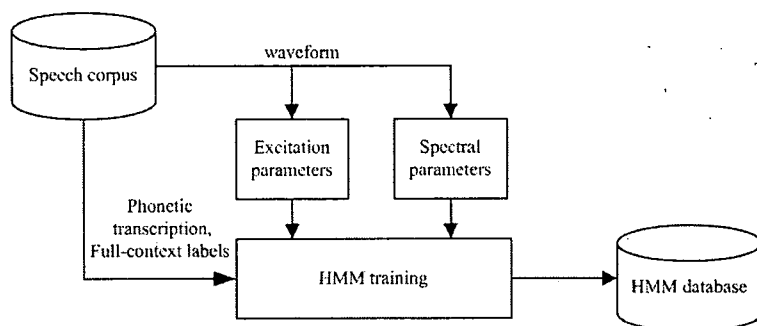 waveform
Speech corpus
Excitation
parameters
Spectral
parameters
Phonetic
transcription,
Full-context labels
HMM training
HMM database